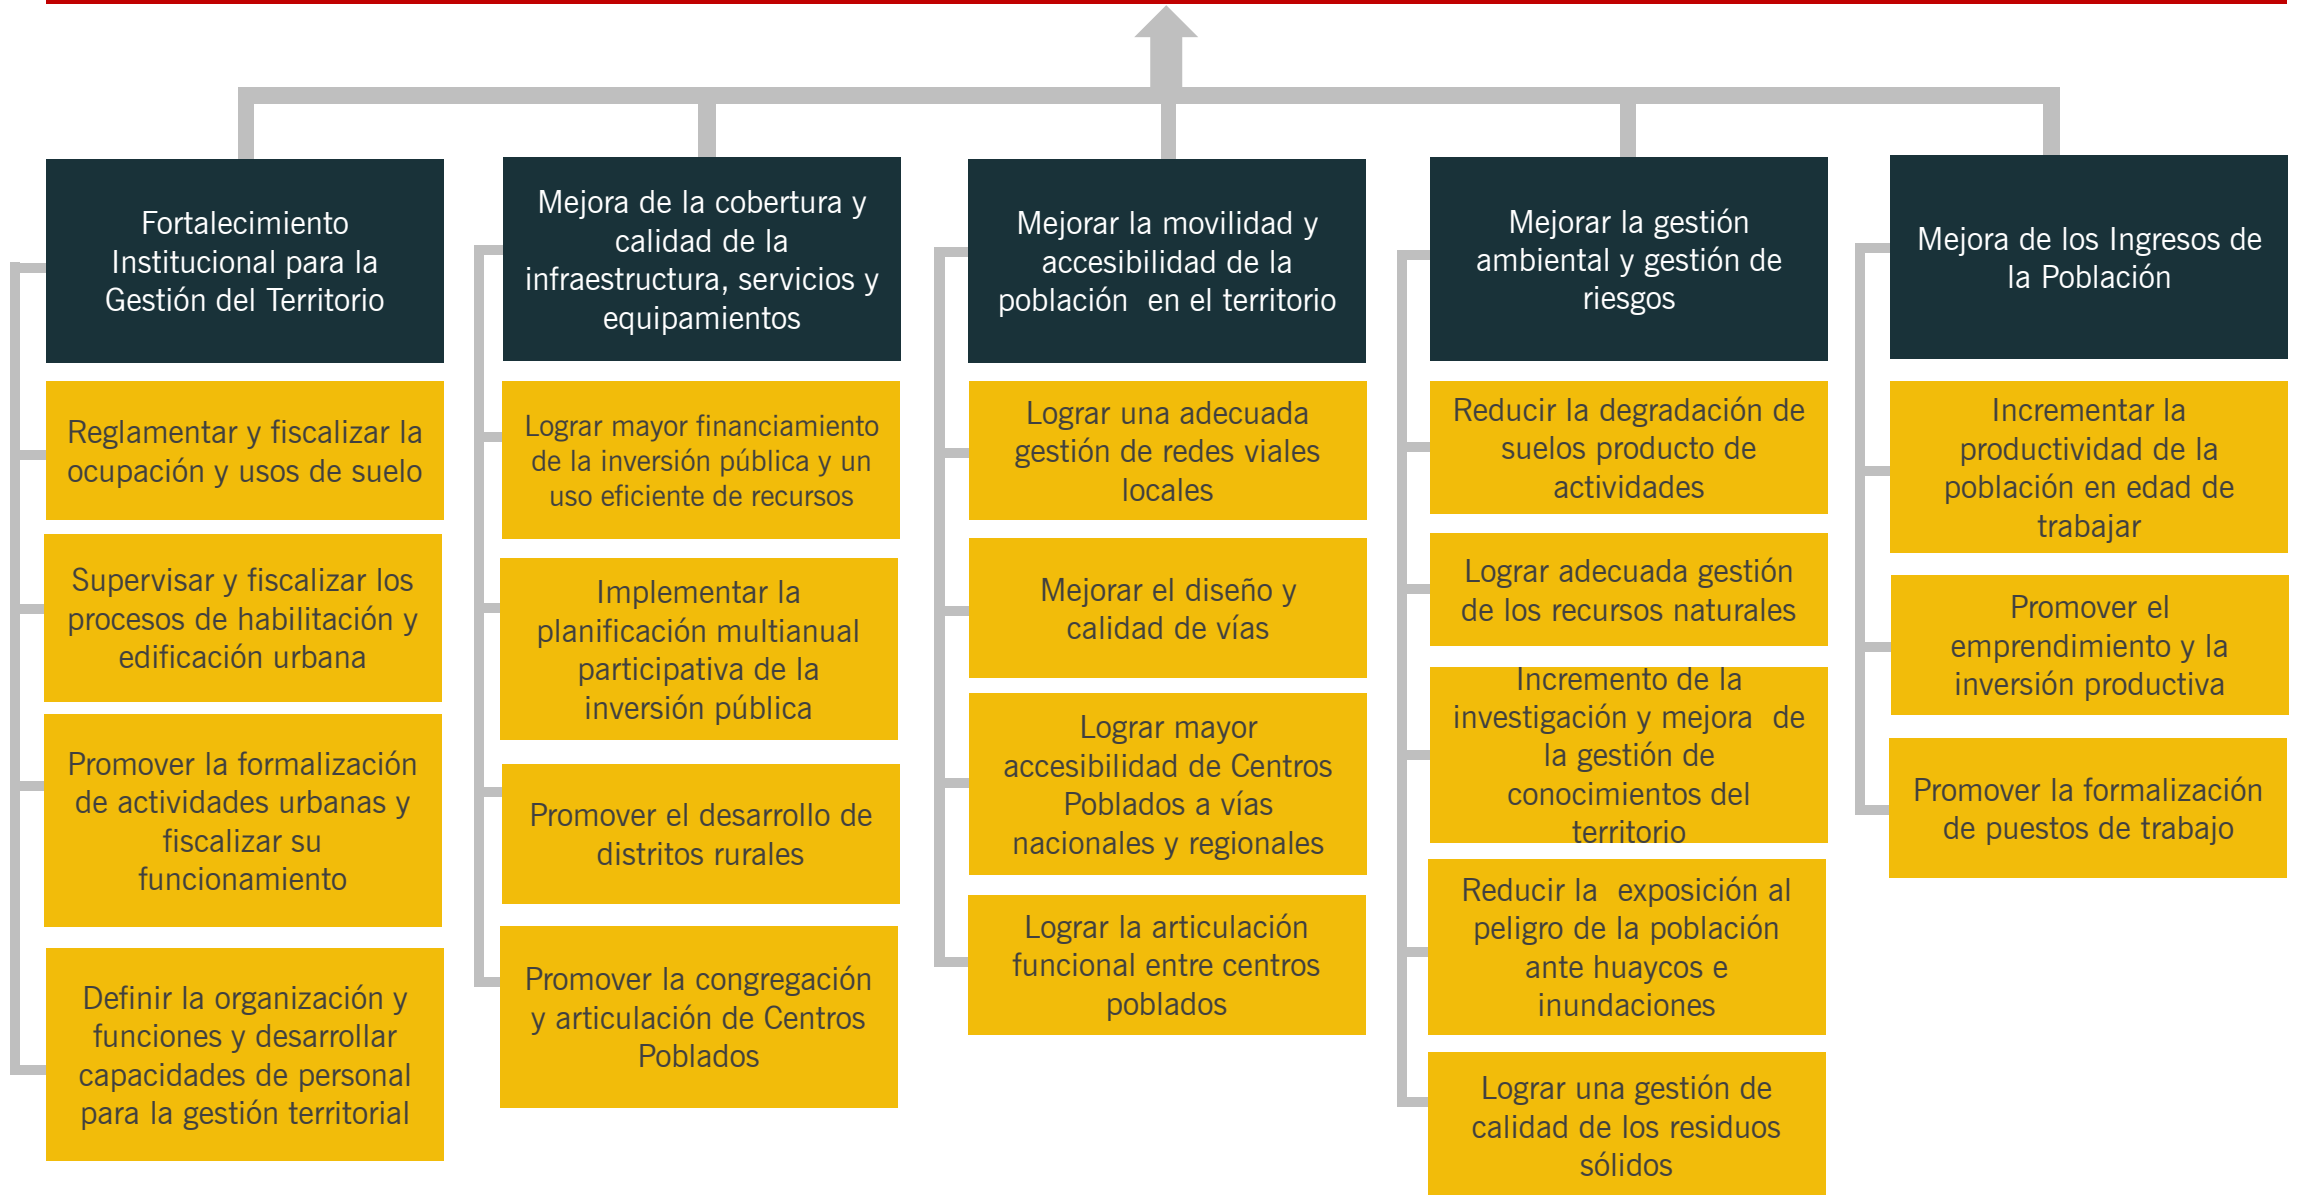 Fortalecimiento
Institucional para la
Gestión del Territorio
Reglamentar y fiscalizar la
ocupación y usos de suelo
Supervisar y fiscalizar los
procesos de habilitación y
edificación urbana
Promover la formalización
de actividades urbanas y
fiscalizar su
funcionamiento
Definir la organización y
funciones y desarrollar
capacidades de personal
para la gestión territorial
Mejora de la cobertura y
calidad de la
infraestructura, servicios y
equipamientos
Lograr mayor financiamiento
de la inversión pública y un
uso eficiente de recursos
Implementar la
planificación multianual
participativa de la
inversión pública
Promover el desarrollo de
distritos rurales
Promover la congregación
y articulación de Centros
Poblados
Mejorar la movilidad y
accesibilidad de la
población en el territorio
Lograr una adecuada
gestión de redes viales
locales
Mejorar el diseño y
calidad de vías
Lograr mayor
accesibilidad de Centros
Poblados a vías
nacionales y regionales
Lograr la articulación
funcional entre centros
poblados
Mejorar la gestión
ambiental y gestión de
riesgos
Reducir la degradación de
suelos producto de
actividades
Lograr adecuada gestión
de los recursos naturales
Incremento de la
investigación y mejora de
la gestión de
conocimientos del
territorio
Reducir la exposición al
peligro de la población
ante huaycos e
inundaciones
Lograr una gestión de
calidad de los residuos
sólidos
Mejora de los Ingresos de
la Población
Incrementar la
productividad de la
población en edad de
trabajar
Promover el
emprendimiento y la
inversión productiva
Promover la formalización
de puestos de trabajo